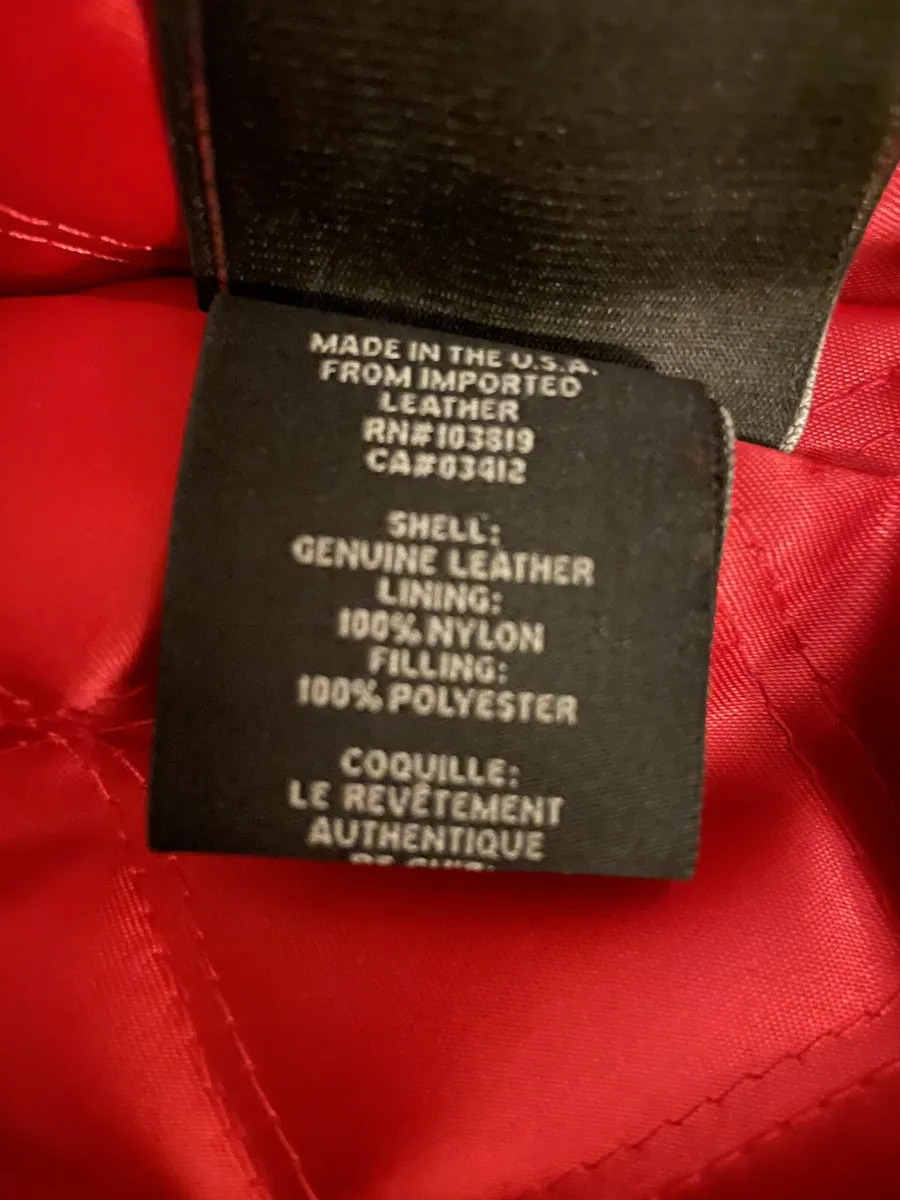 MADE IN THE U.S.A.
FROM IMPORTED
LEATHER
RN#103819
CA#03412
SHELL:
GENUINE LEATHER
LINING:
100% NYLON
FILLING:
100% POLYESTER
COQUILLE:
LE REVÊTEMENT
AUTHENTIQUE